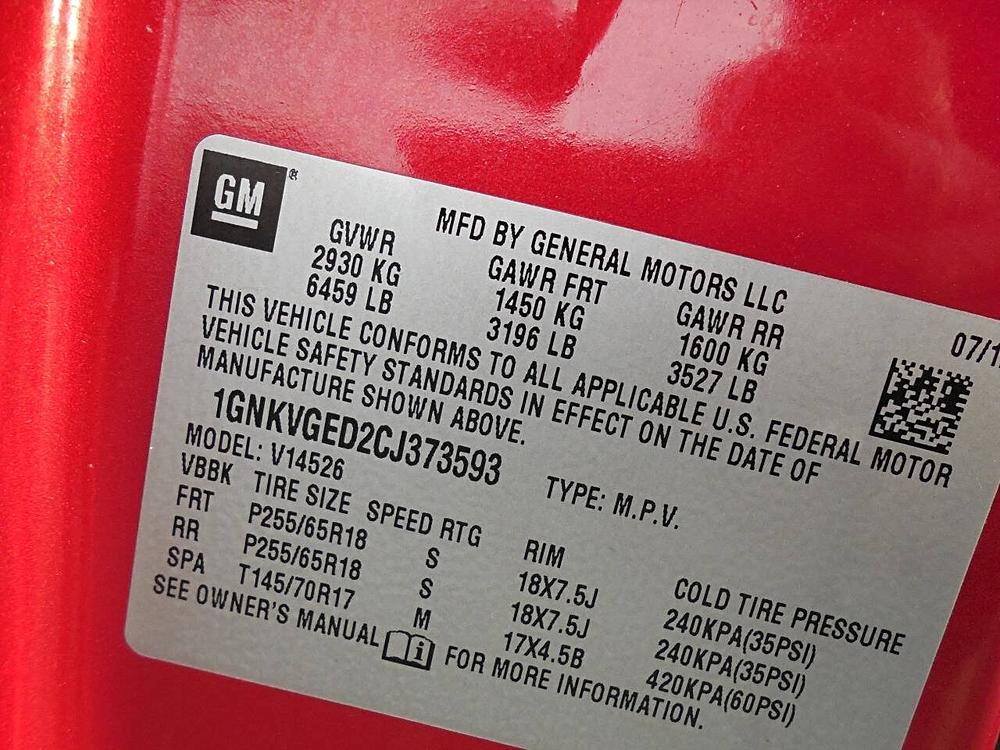 GM
MFD BY GENERAL MOTORS LLC
07/1
GVWR GAWR FRT GAWR RR
2930 KG 1450 KG 1600 KG
6459 LB 3196 LB 3527 LB
THIS VEHICLE CONFORMS TO ALL APPLICABLE U.S. FEDERAL MOTOR
VEHICLE SAFETY STANDARDS IN EFFECT ON THE DATE OF
MANUFACTURE SHOWN ABOVE.
1GNKVGED2CJ373593 TYPE: M.P.V.
MODEL: V14526
VBBK TIRE SIZE SPEED RTG RIM COLD TIRE PRESSURE
FRT P255/65R18 S 18X7.5J 240KPA(35PSI)
RR P255/65R18 S 18X7.5J 240KPA(35PSI)
SPA T145/70R17 M 17X4.5B 420KPA(60PSI)
SEE OWNER'S MANUAL FOR MORE INFORMATION.